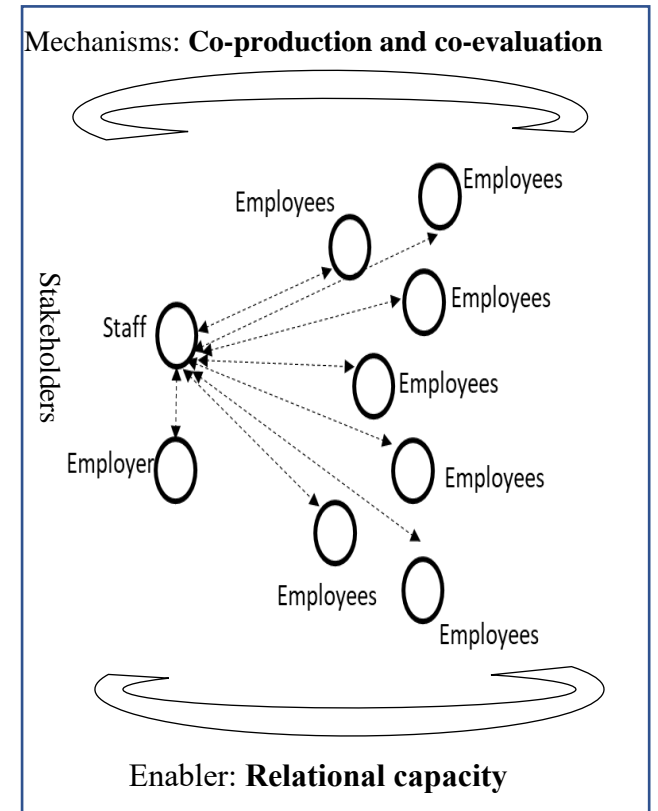 Mechanisms: Co-production and co-evaluation
Employees
Employees
Employees
Staff
Stakeholders
Employees
Employer
Employees
Employees
Employees
Enabler: Relational capacity